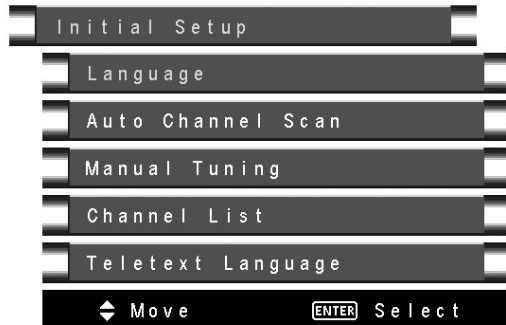 Initial Setup
Language
Auto Channel Scan
Manual Tuning
Channel List
Teletext Language
Move ENTER Select